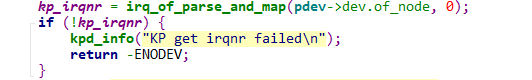 kp_irqnr = irq_of_parse_and_map(pdev->dev.of_node, 0);
if (!kp_irqnr) {
kpd_info("KP get irqnr failed\n");
return -ENODEV;
}